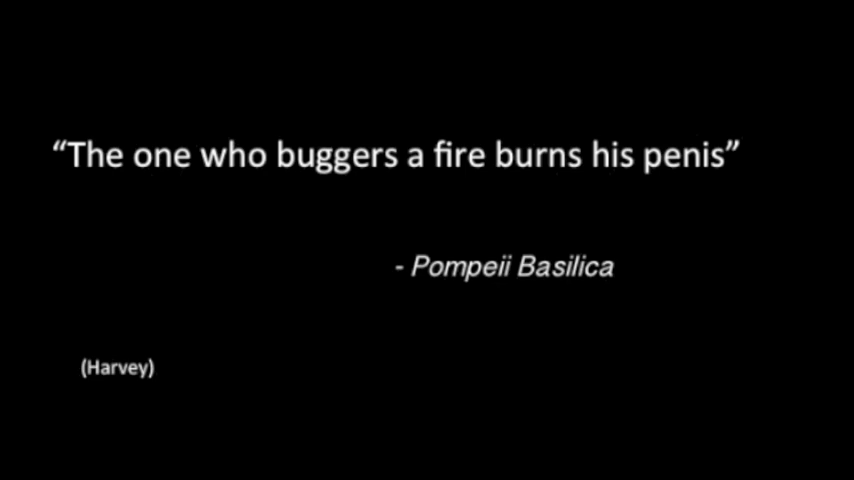 “The one who buggers a fire burns his penis”
- Pompeii Basilica
(Harvey)